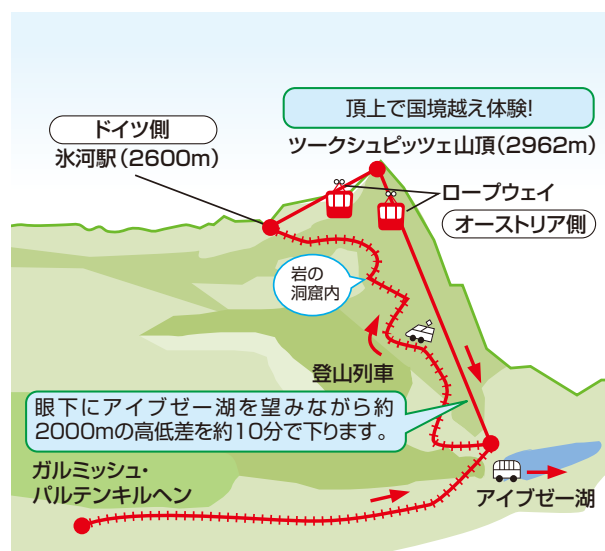 頂上で国境越え体験!
ドイツ側
氷河駅(2600m)
ツークシュピッツェ山頂(2962m)
ロープウェイ
オーストリア側
岩の
洞窟内
登山列車
眼下にアイブゼー湖を望みながら約
2000mの高低差を約10分で下ります。
ガルミッシュ・
パルテンキルヘン
アイブゼー湖